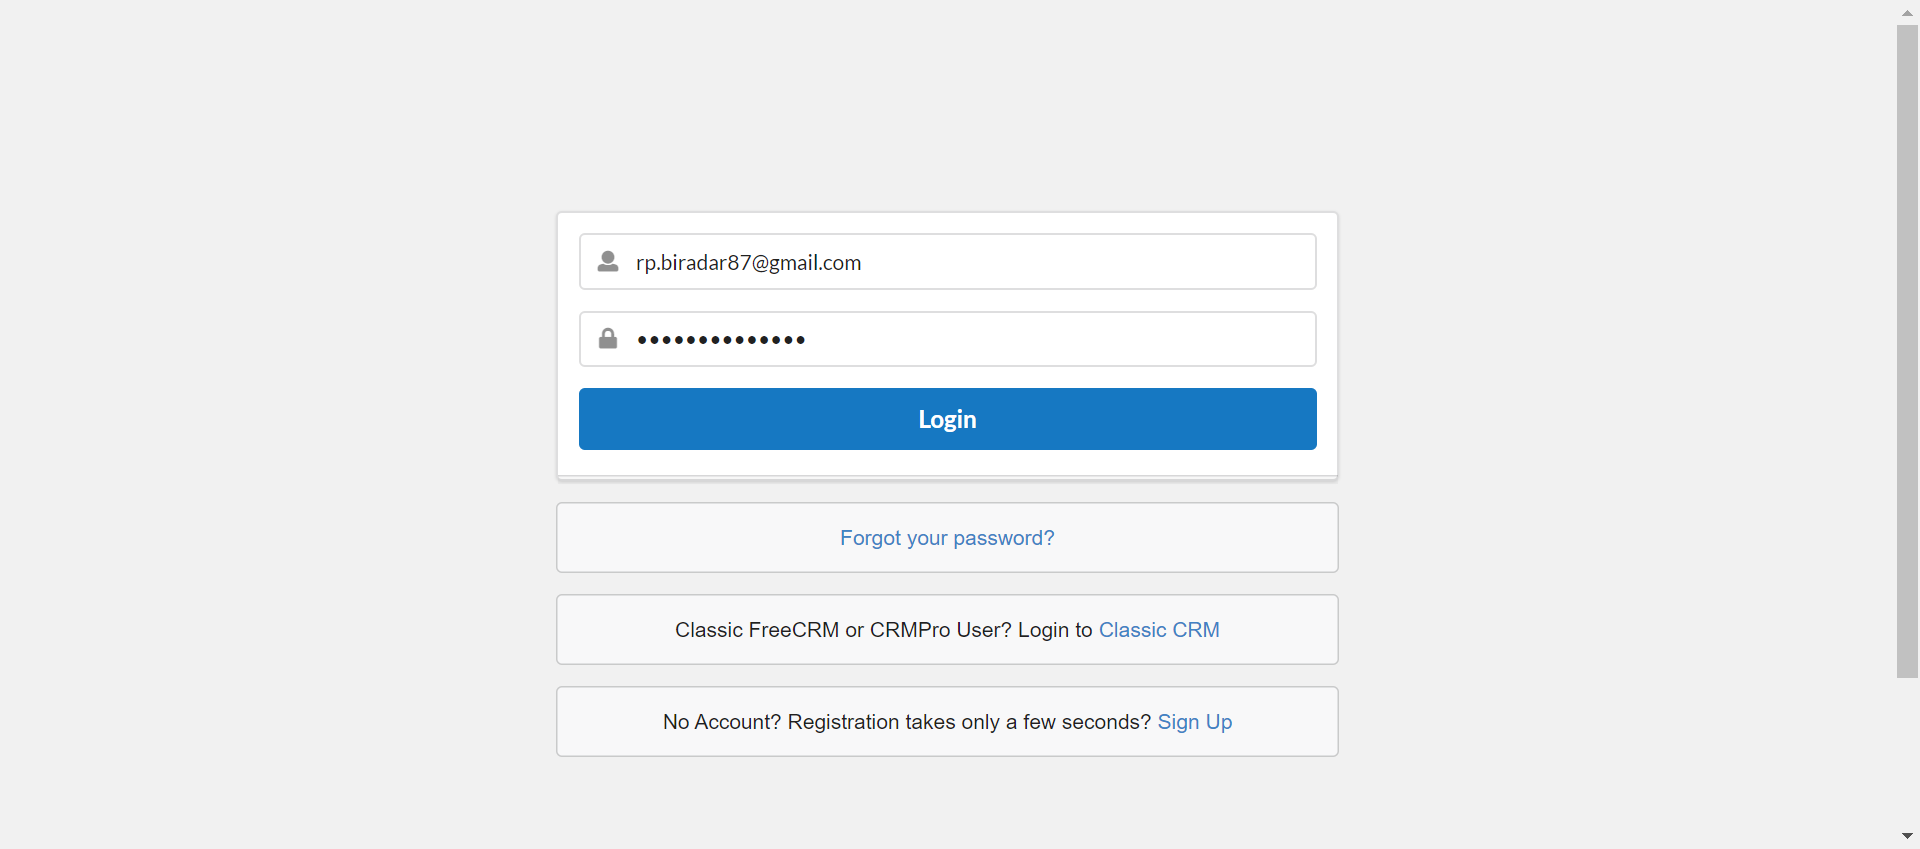 rp.biradar87@gmail.com
••••••••••••••
Login
Forgot your password?
Classic FreeCRM or CRMPro User? Login to Classic CRM
No Account? Registration takes only a few seconds? Sign Up